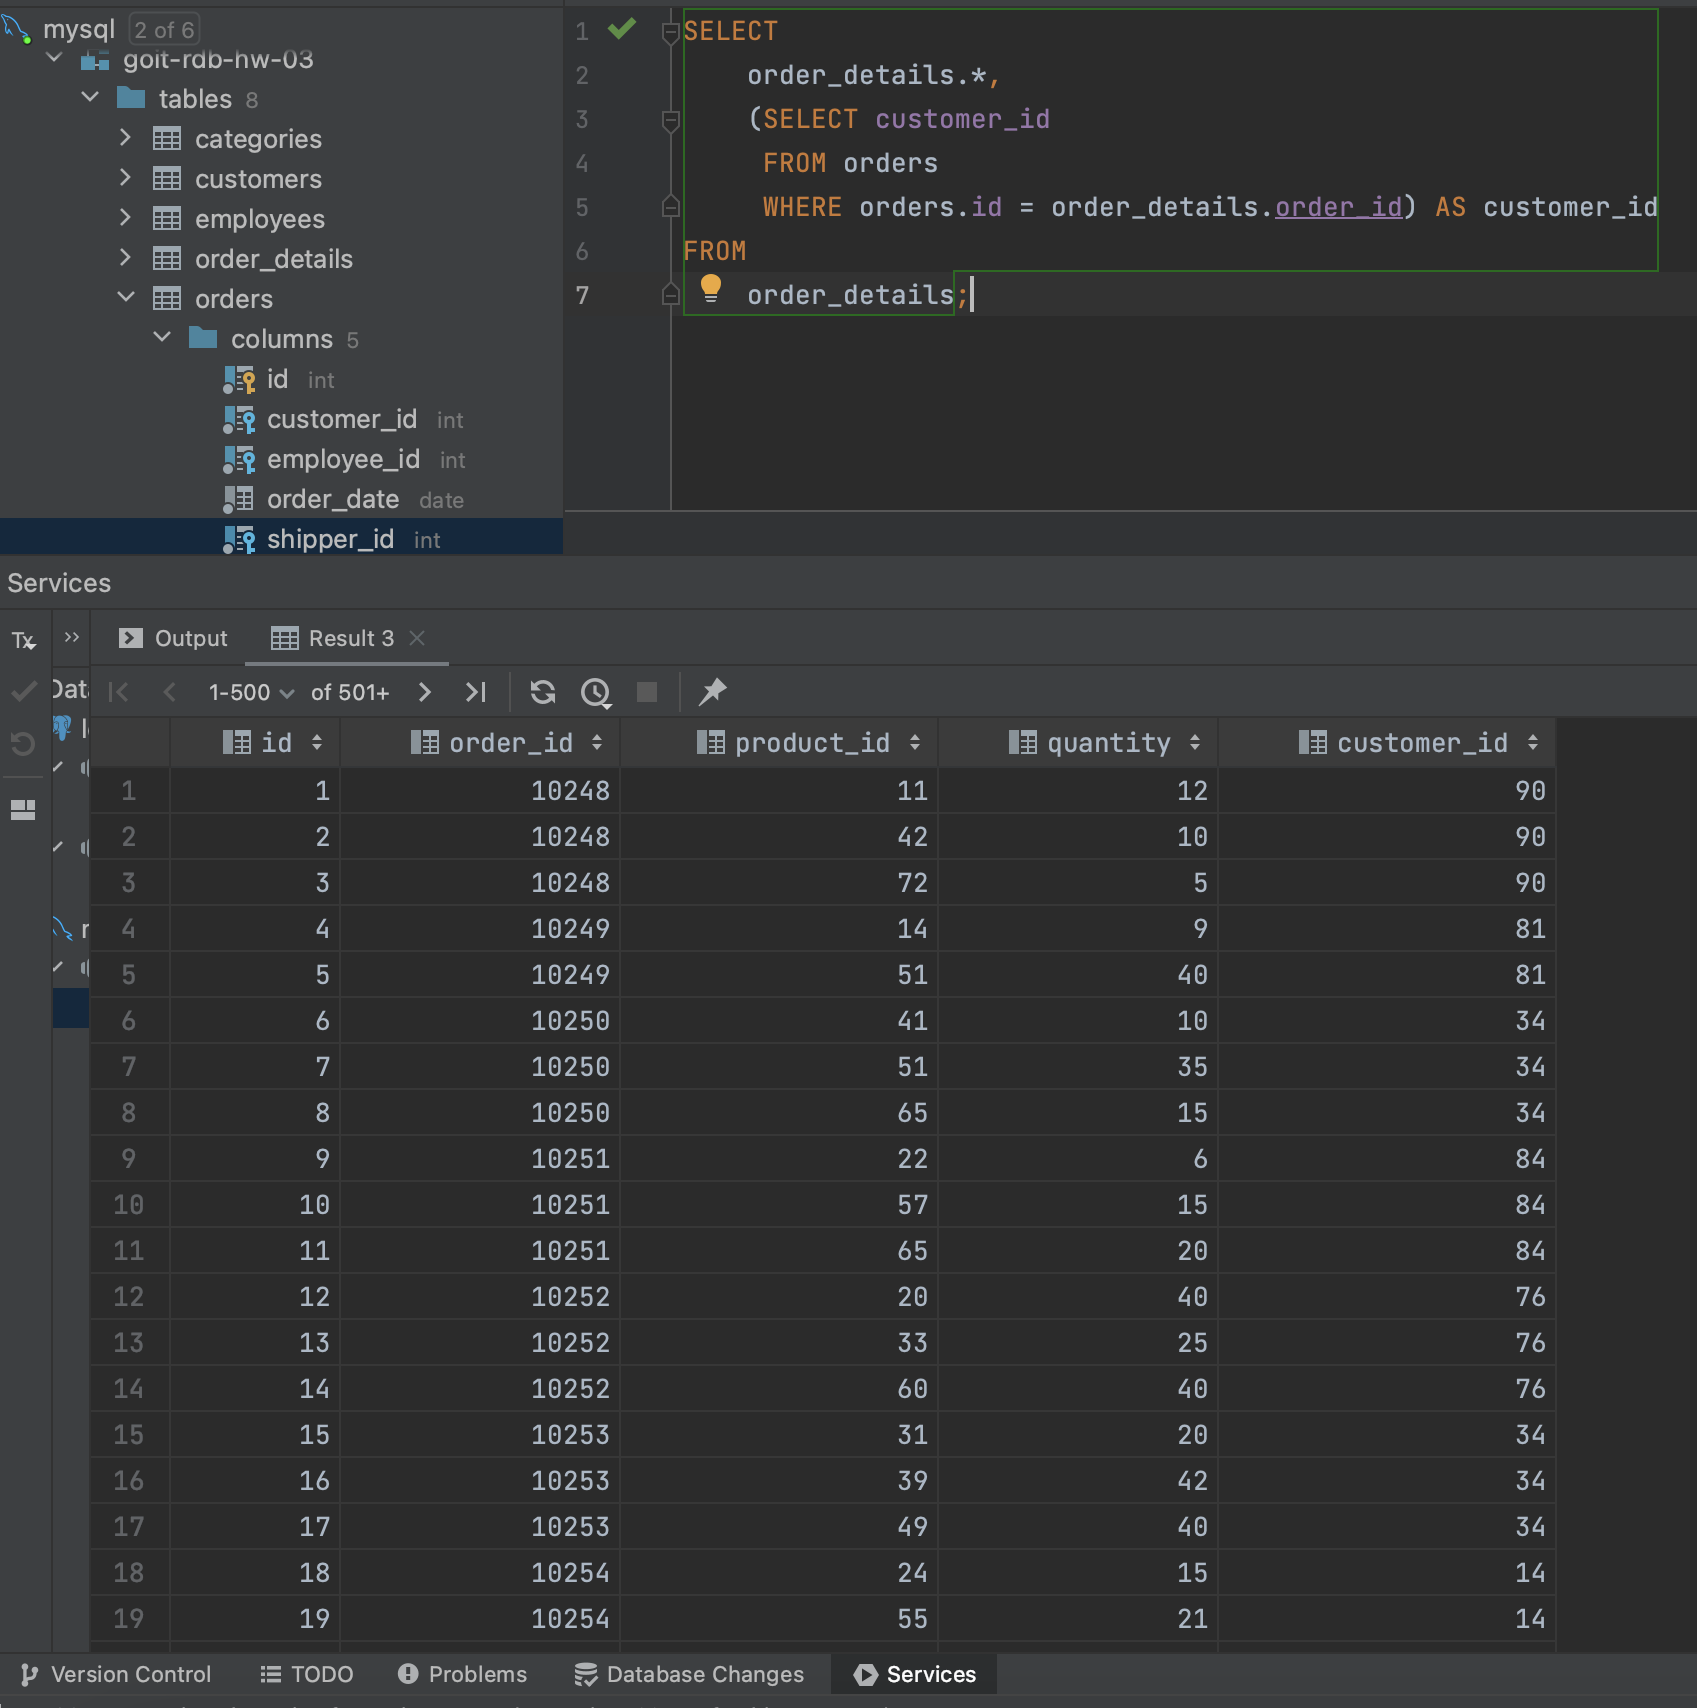 mysql 2 of 6
goit-rdb-hw-03
tables 8
categories
customers
employees
order_details
orders
columns 5
id int
customer_id int
employee_id int
order_date date
shipper_id int
1 SELECT
2 order_details.*,
3 (SELECT customer_id
4 FROM orders
5 WHERE orders.id = order_details.order_id) AS customer_id
6 FROM
7 order_details;
Services
Tx
Output Result 3
1-500 of 501+
id order_id product_id quantity customer_id
1 1 10248 11 12 90
2 2 10248 42 10 90
3 3 10248 72 5 90
4 4 10249 14 9 81
5 5 10249 51 40 81
6 6 10250 41 10 34
7 7 10250 51 35 34
8 8 10250 65 15 34
9 9 10251 22 6 84
10 10 10251 57 15 84
11 11 10251 65 20 84
12 12 10252 20 40 76
13 13 10252 33 25 76
14 14 10252 60 40 76
15 15 10253 31 20 34
16 16 10253 39 42 34
17 17 10253 49 40 34
18 18 10254 24 15 14
19 19 10254 55 21 14
Version Control TODO Problems Database Changes Services